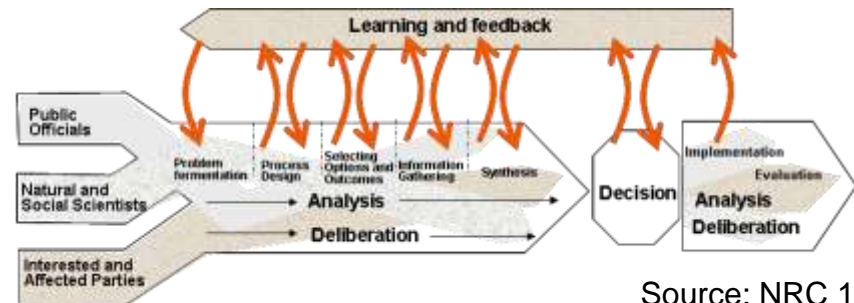 Learning and feedback
Public
Officials
Natural and
Social Scientists
Interested and
Affected Parties
Problem
fermentation
Process
Design
Selecting
Options and
Outcomes
Information
Gathering
Synthesis
Analysis
Deliberation
Decision
Implementation
Evaluation
Analysis
Deliberation
Source: NRC 1